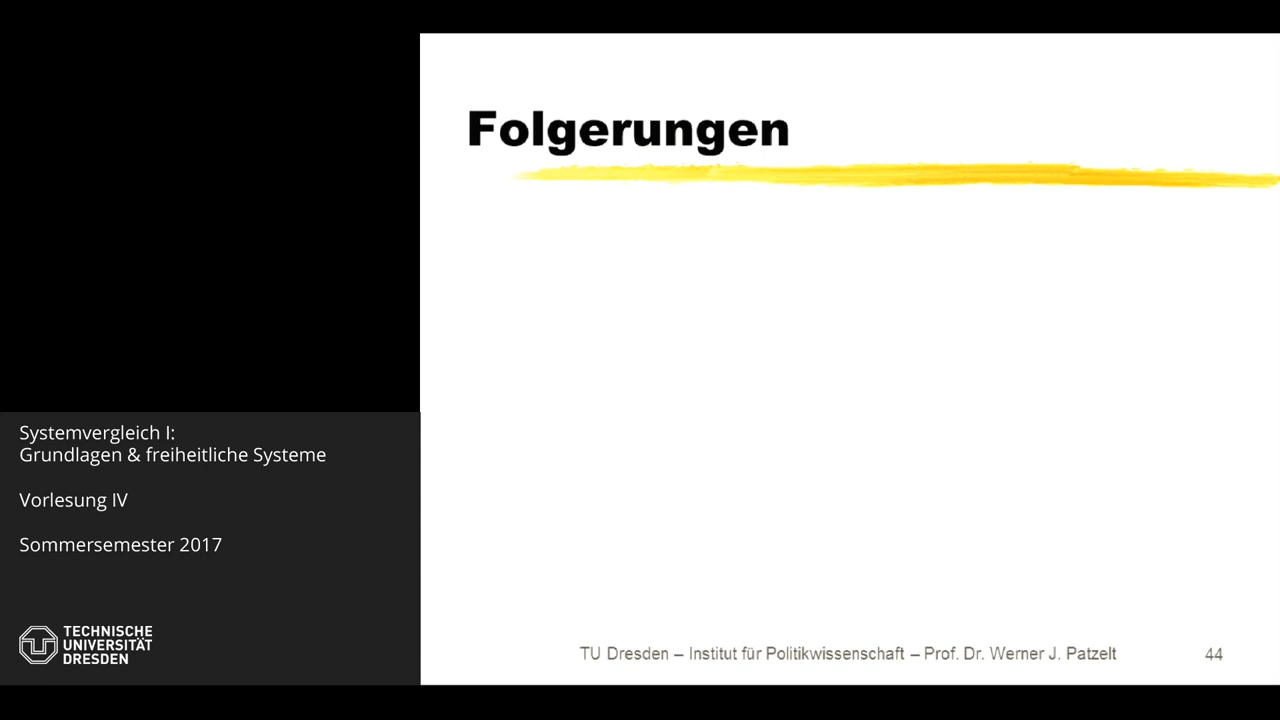 Folgerungen
Systemvergleich I:
Grundlagen & freiheitliche Systeme
Vorlesung IV
Sommersemester 2017
TECHNISCHE
UNIVERSITÄT
DRESDEN
TU Dresden – Institut für Politikwissenschaft – Prof. Dr. Werner J. Patzelt
44